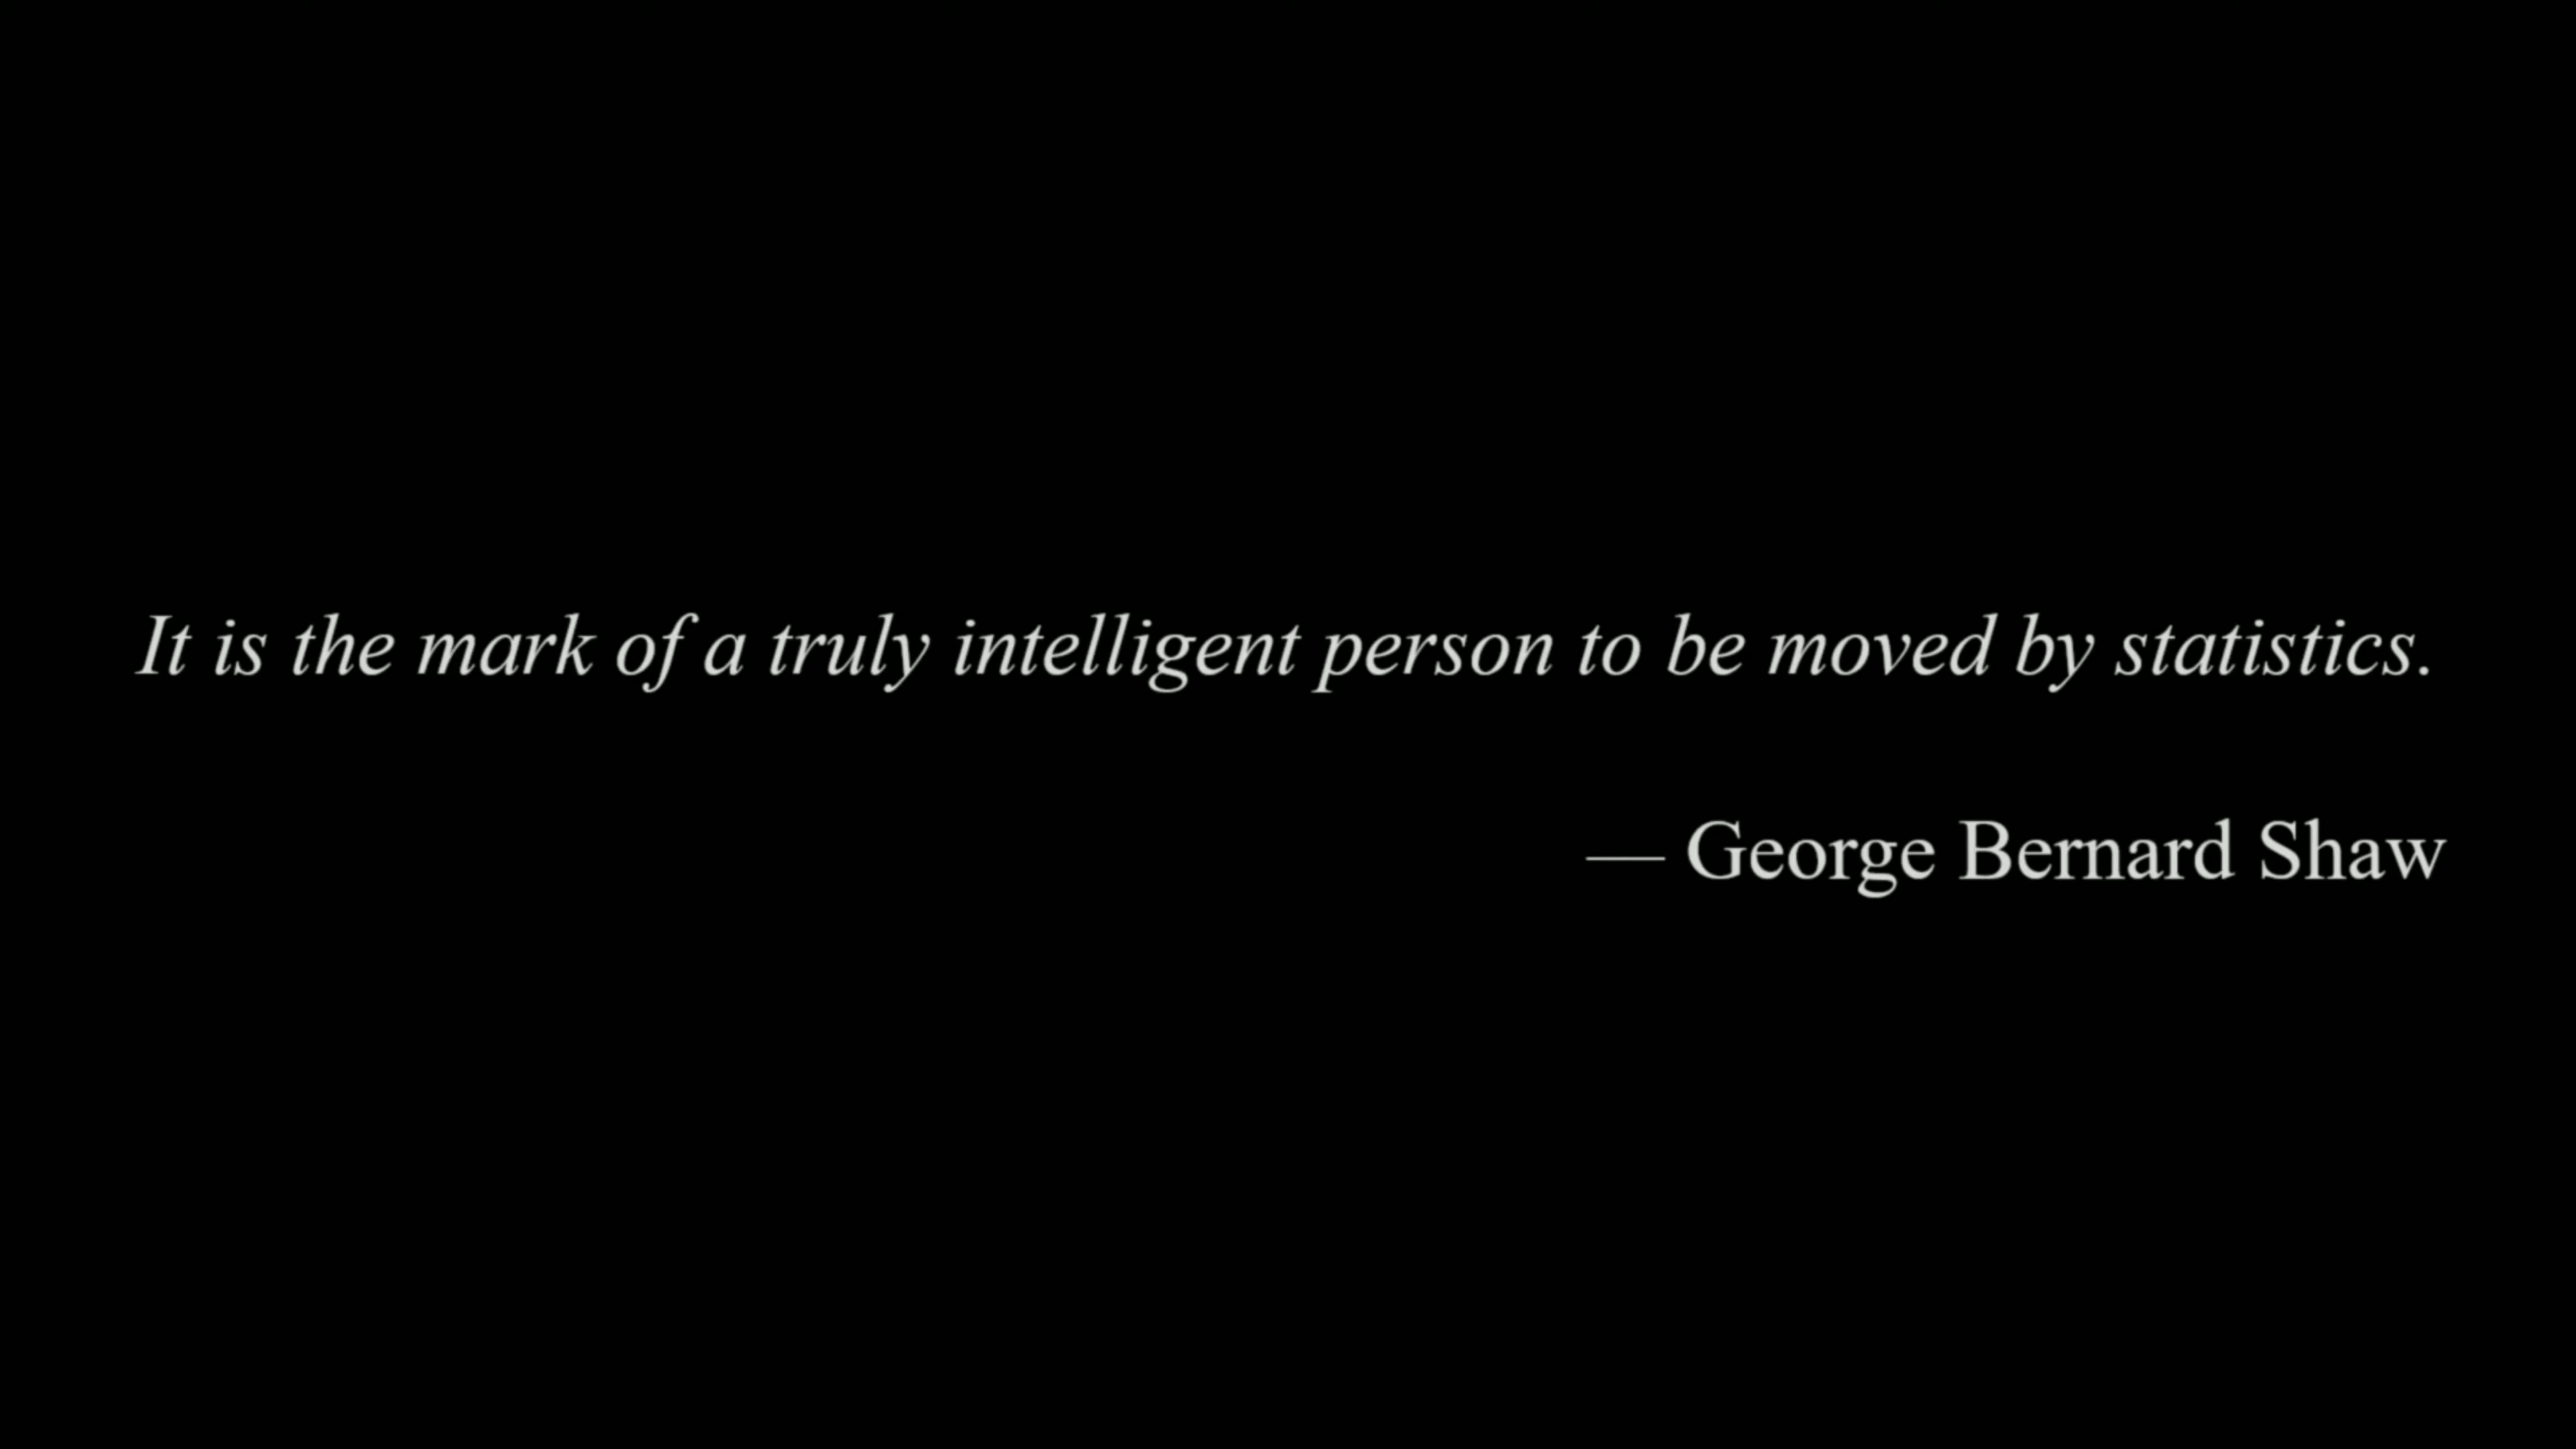 It is the mark of a truly intelligent person to be moved by statistics.
— George Bernard Shaw